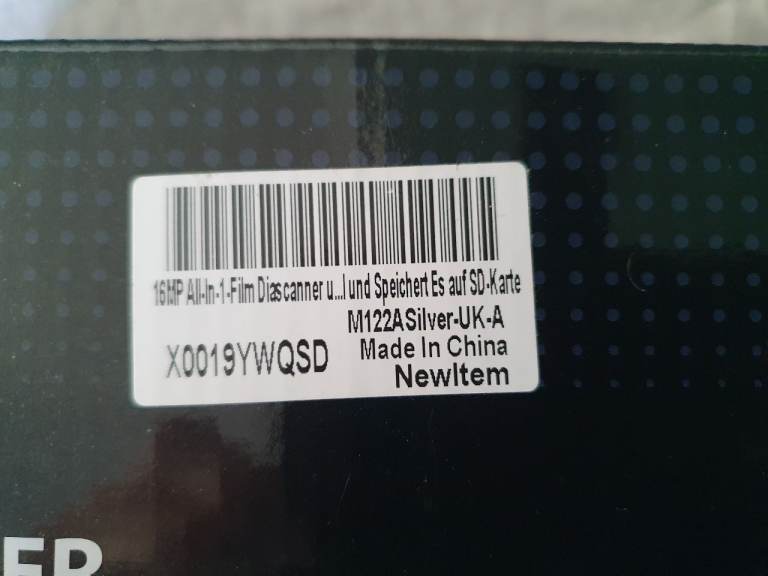 16MP All-In-1-Film Diascanner u...l und Speichert Es auf SD-Karte
M122ASilver-UK-A
X0019YWQSD
Made In China
NewItem
ER